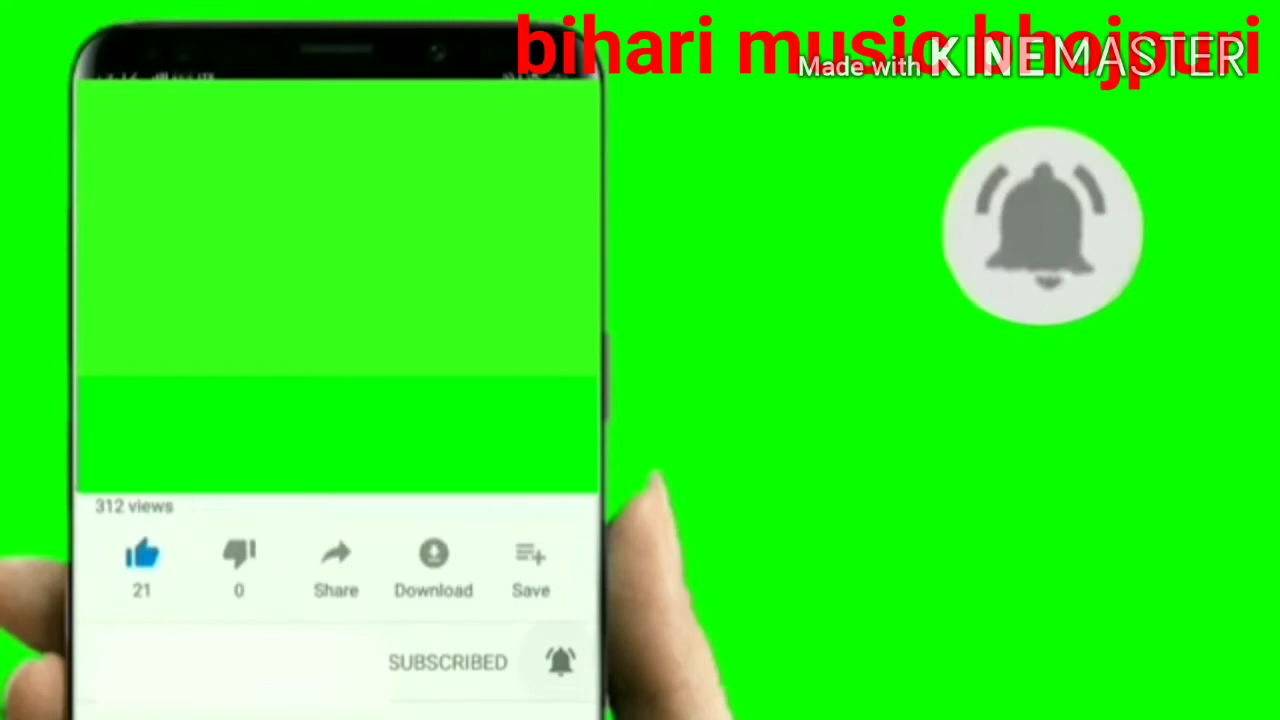 bihari music bhojpuri
Made with KINEMASTER
312 views
21
0
Share
Download
Save
SUBSCRIBED